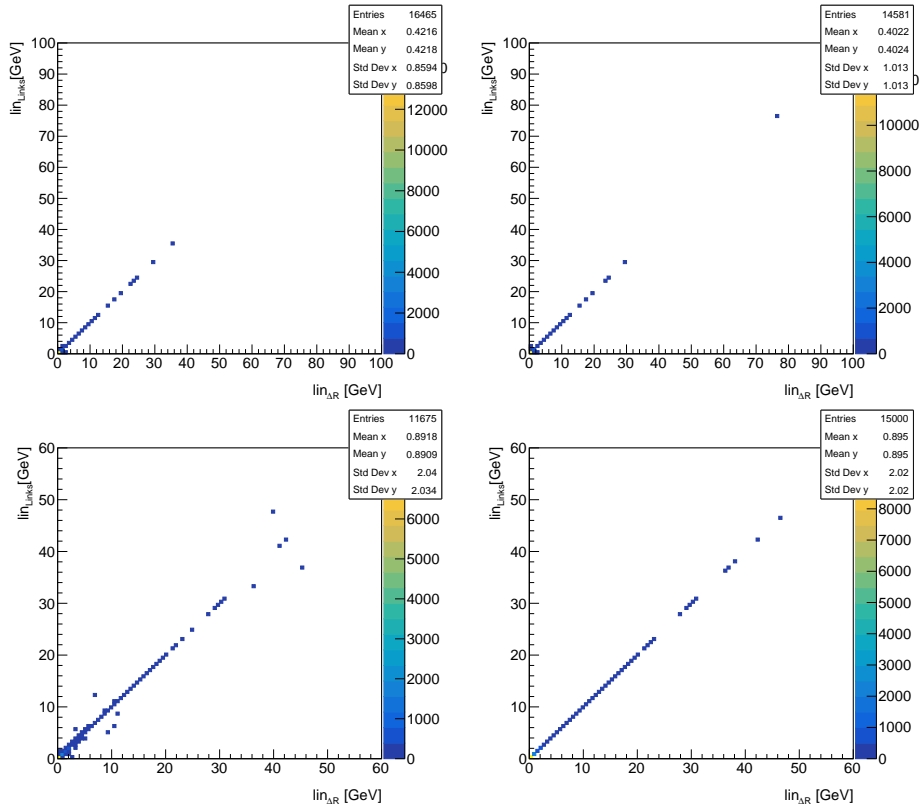 Entries 16465
Mean x 0.4216
Mean y 0.4218
Std Dev x 0.8594
Std Dev y 0.8598
lin_Links[GeV]
100
90
80
70
60
50
40
30
20
10
0
0 10 20 30 40 50 60 70 80 90 100
lin_ΔR [GeV]
12000
10000
8000
6000
4000
2000
0
Entries 14581
Mean x 0.4022
Mean y 0.4024
Std Dev x 1.013
Std Dev y 1.013
lin_Links[GeV]
100
90
80
70
60
50
40
30
20
10
0
0 10 20 30 40 50 60 70 80 90 100
lin_ΔR [GeV]
10000
8000
6000
4000
2000
0
Entries 11675
Mean x 0.8918
Mean y 0.8909
Std Dev x 2.04
Std Dev y 2.034
lin_Links[GeV]
60
50
40
30
20
10
0
0 10 20 30 40 50 60
lin_ΔR [GeV]
6000
5000
4000
3000
2000
1000
0
Entries 15000
Mean x 0.895
Mean y 0.895
Std Dev x 2.02
Std Dev y 2.02
lin_Links[GeV]
60
50
40
30
20
10
0
0 10 20 30 40 50 60
lin_ΔR [GeV]
8000
7000
6000
5000
4000
3000
2000
1000
0